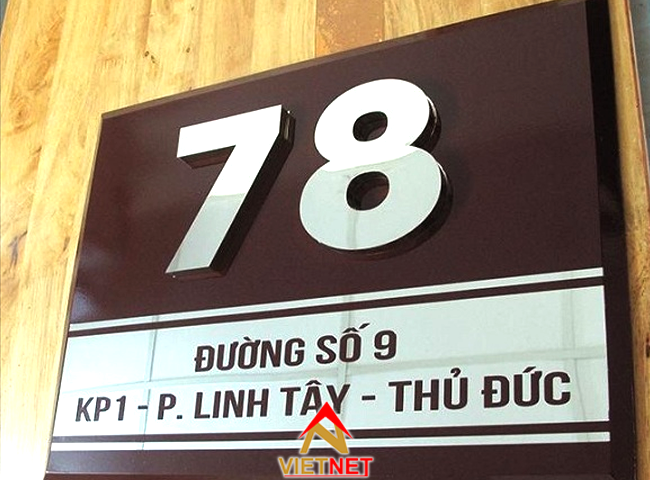 78
ĐƯỜNG SỐ 9
KP1 - P. LINH TÂY - THỦ ĐỨC
VIETNET